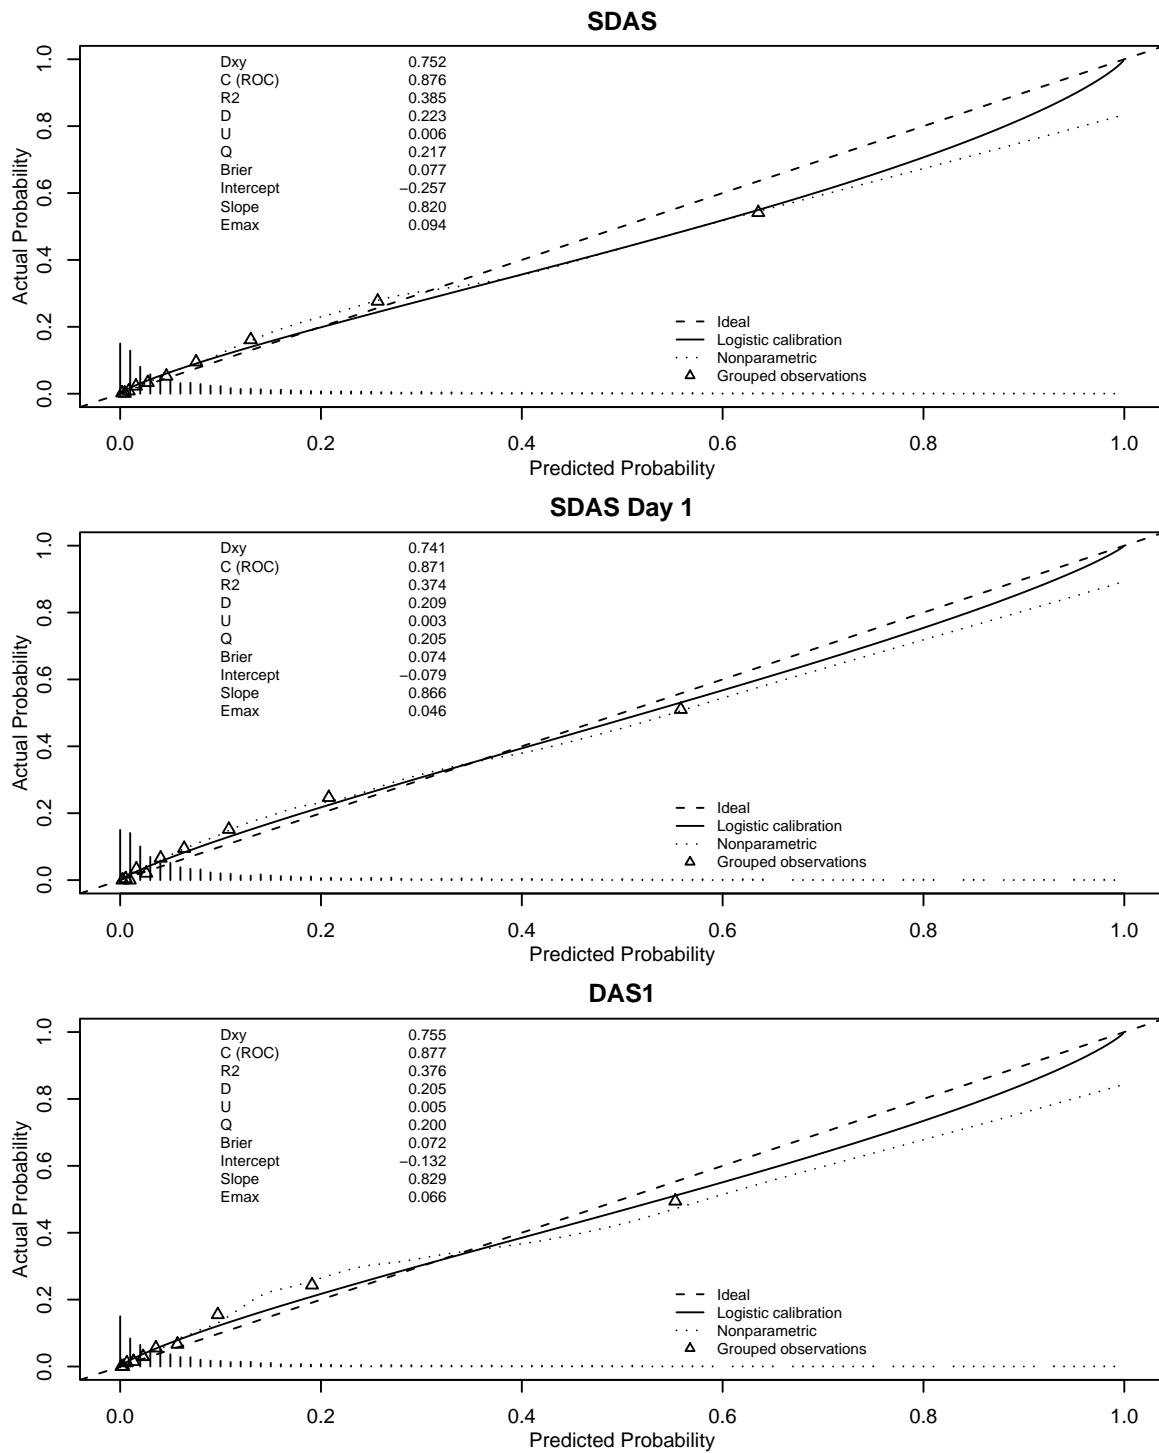 SDAS
Dxy 0.752
C (ROC) 0.876
R2 0.385
D 0.223
U 0.006
Q 0.217
Brier 0.077
Intercept −0.257
Slope 0.820
Emax 0.094
Actual Probability
1.0
0.8
0.6
0.4
0.2
0.0
Ideal
Logistic calibration
Nonparametric
Grouped observations
0.0 0.2 0.4 0.6 0.8 1.0
Predicted Probability
SDAS Day 1
Dxy 0.741
C (ROC) 0.871
R2 0.374
D 0.209
U 0.003
Q 0.205
Brier 0.074
Intercept −0.079
Slope 0.866
Emax 0.046
Actual Probability
1.0
0.8
0.6
0.4
0.2
0.0
Ideal
Logistic calibration
Nonparametric
Grouped observations
0.0 0.2 0.4 0.6 0.8 1.0
Predicted Probability
DAS1
Dxy 0.755
C (ROC) 0.877
R2 0.376
D 0.205
U 0.005
Q 0.200
Brier 0.072
Intercept −0.132
Slope 0.829
Emax 0.066
Actual Probability
1.0
0.8
0.6
0.4
0.2
0.0
Ideal
Logistic calibration
Nonparametric
Grouped observations
0.0 0.2 0.4 0.6 0.8 1.0
Predicted Probability